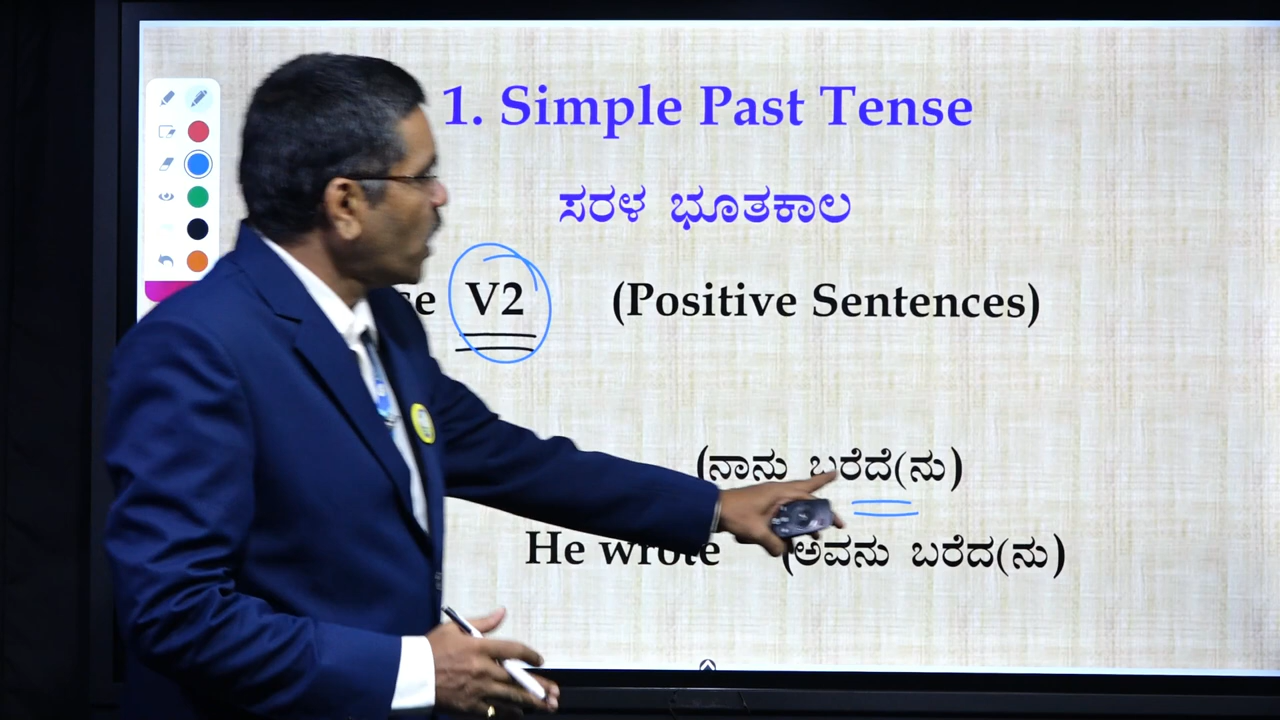 1. Simple Past Tense
ಸರಳ ಭೂತಕಾಲ
V2 (Positive Sentences)
(ನಾನು ಬರೆದೆ(ನು)
He wrote (ಅವನು ಬರೆದ(ನು)